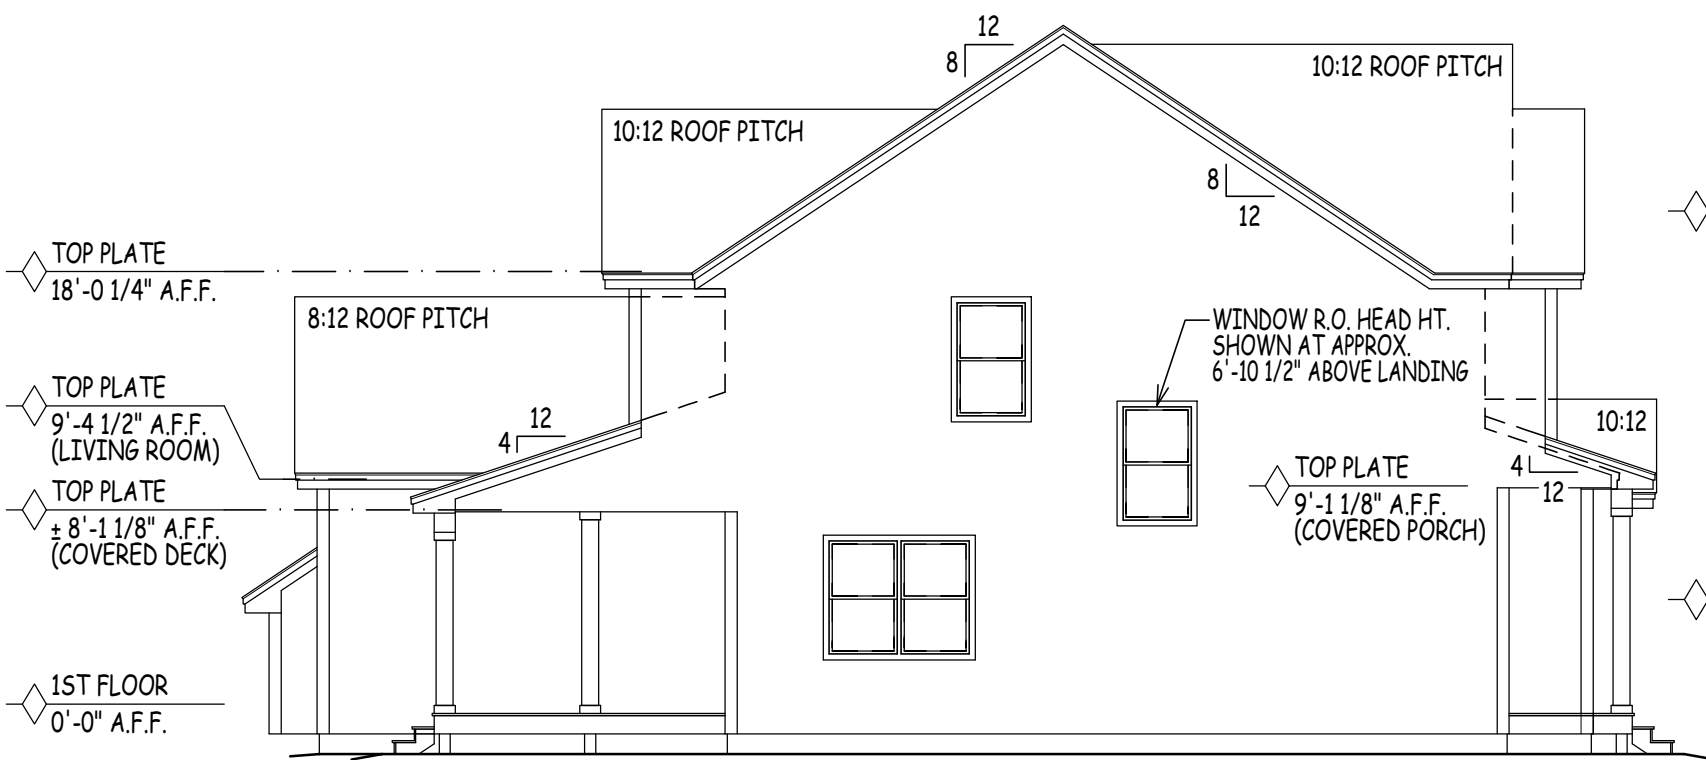 12
8
10:12 ROOF PITCH
10:12 ROOF PITCH
8
12
TOP PLATE
18'-0 1/4" A.F.F.
8:12 ROOF PITCH
WINDOW R.O. HEAD HT.
SHOWN AT APPROX.
6'-10 1/2" ABOVE LANDING
TOP PLATE
9'-4 1/2" A.F.F.
(LIVING ROOM)
12
4
10:12
4
12
TOP PLATE
9'-1 1/8" A.F.F.
(COVERED PORCH)
TOP PLATE
± 8'-1 1/8" A.F.F.
(COVERED DECK)
1ST FLOOR
0'-0" A.F.F.